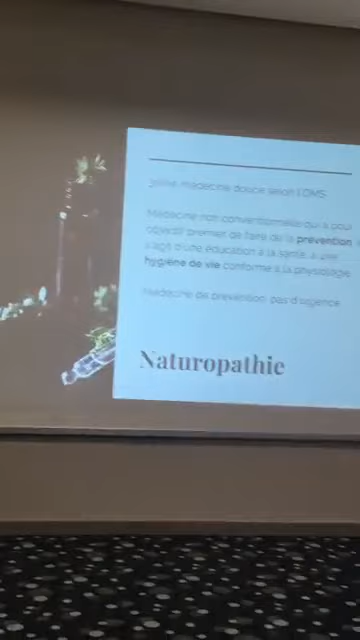 3ème médecine douce selon l'OMS
Médecine non conventionnelle qui a pour
objectif premier de faire de la prévention
s'agit d'une éducation à la santé, à une
hygiène de vie conforme à la physiologie
Médecine de prévention, pas d'urgence
Naturopathie